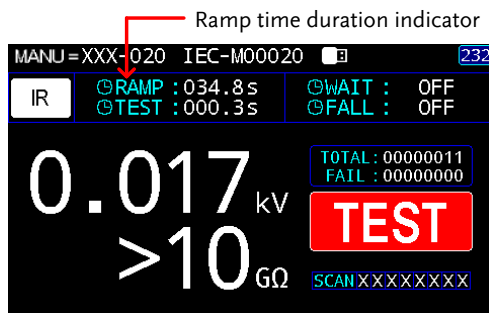 Ramp time duration indicator
MANU=XXX-020 IEC-M00020 232
IR RAMP :034.8s WAIT : OFF
TEST :000.3s FALL : OFF
0.017 kV
TOTAL:00000011
FAIL :00000000
TEST
>10 GΩ
SCAN XXXXXXXX